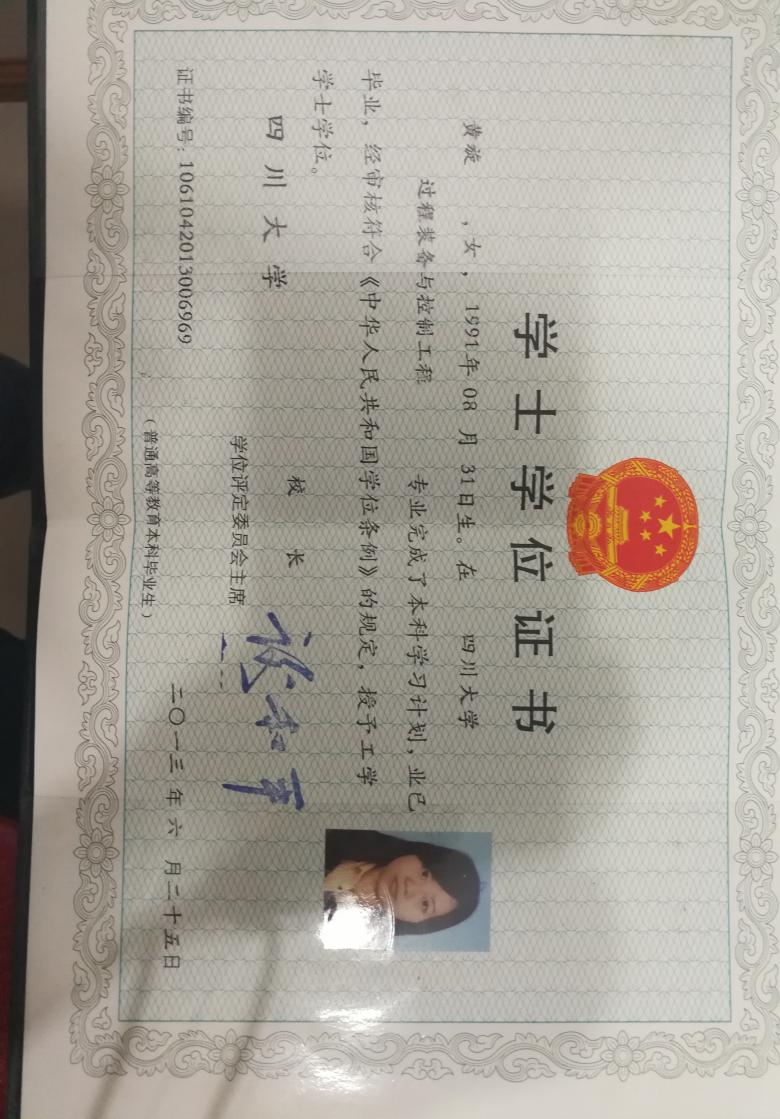 学士学位证书
黄旋，女，1991年08月31日生。在 四川大学
过程装备与控制工程 专业完成了本科学习计划，业已
毕业，经审核符合《中华人民共和国学位条例》的规定，授予工学
学士学位。
四川大学
校长
学位评定委员会主席
证书编号：1061042013006969
二〇一三年六月二十五日
（普通高等教育本科毕业生）